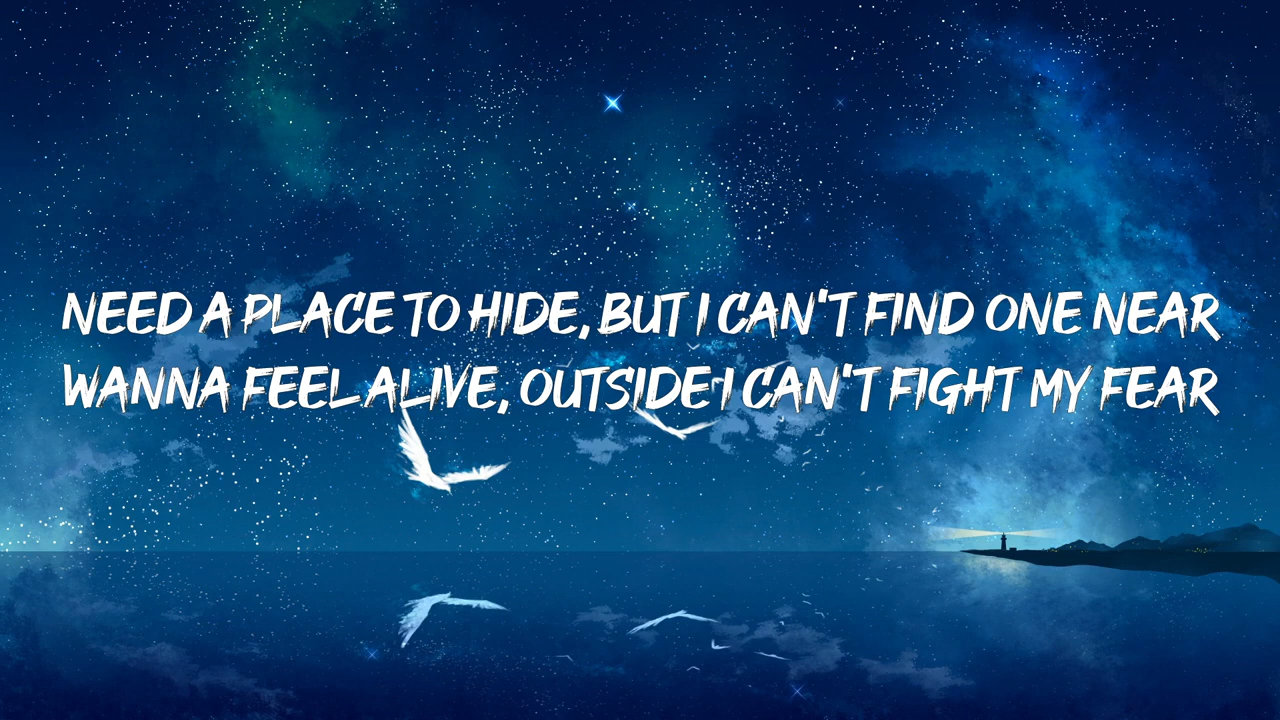 NEED A PLACE TO HIDE, BUT I CAN'T FIND ONE NEAR
WANNA FEEL ALIVE, OUTSIDE I CAN'T FIGHT MY FEAR